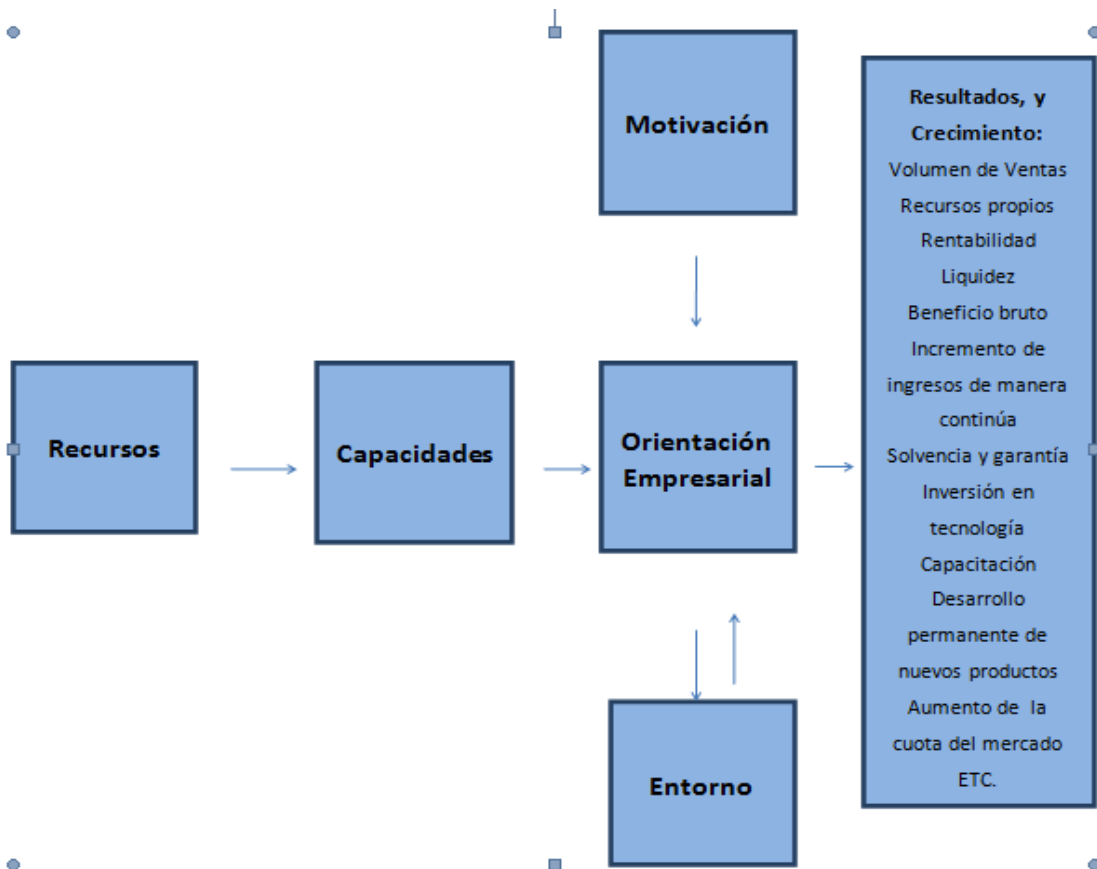 Motivación
Resultados, y
Crecimiento:
Volumen de Ventas
Recursos propios
Rentabilidad
Liquidez
Beneficio bruto
Incremento de
ingresos de manera
continúa
Solvencia y garantía
Inversión en
tecnología
Capacitación
Desarrollo
permanente de
nuevos productos
Aumento de la
cuota del mercado
ETC.
Recursos
Capacidades
Orientación
Empresarial
Entorno